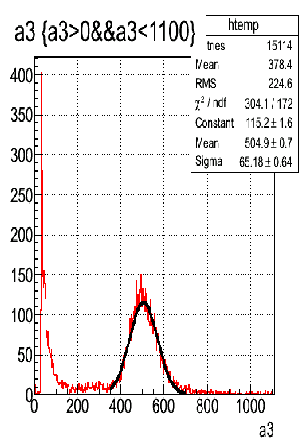 a3 {a3>0&&a3<1100}
htemp
tries 15114
Mean 378.4
RMS 224.6
χ² / ndf 304.1 / 172
Constant 115.2 ± 1.6
Mean 504.9 ± 0.7
Sigma 65.18 ± 0.64
400
350
300
250
200
150
100
50
0
0 200 400 600 800 1000
a3